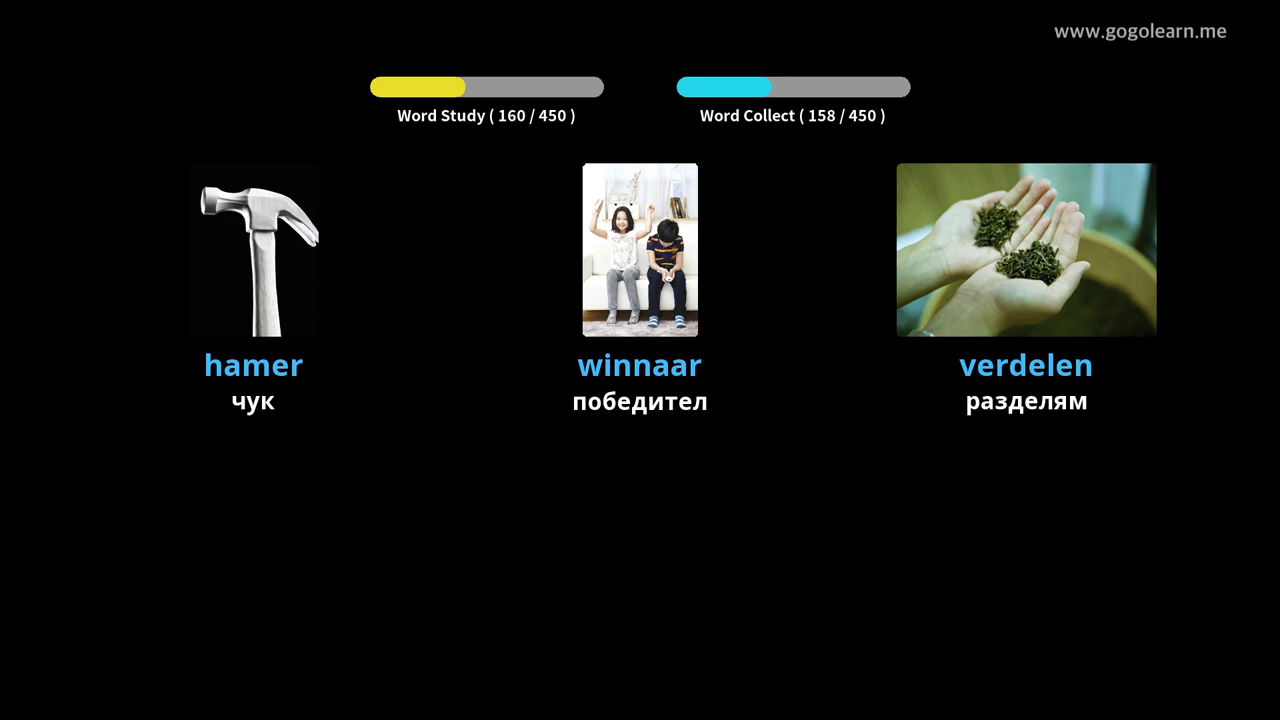 www.gogolearn.me
Word Study ( 160 / 450 )
Word Collect ( 158 / 450 )
hamer
чук
winnaar
победител
verdelen
разделям